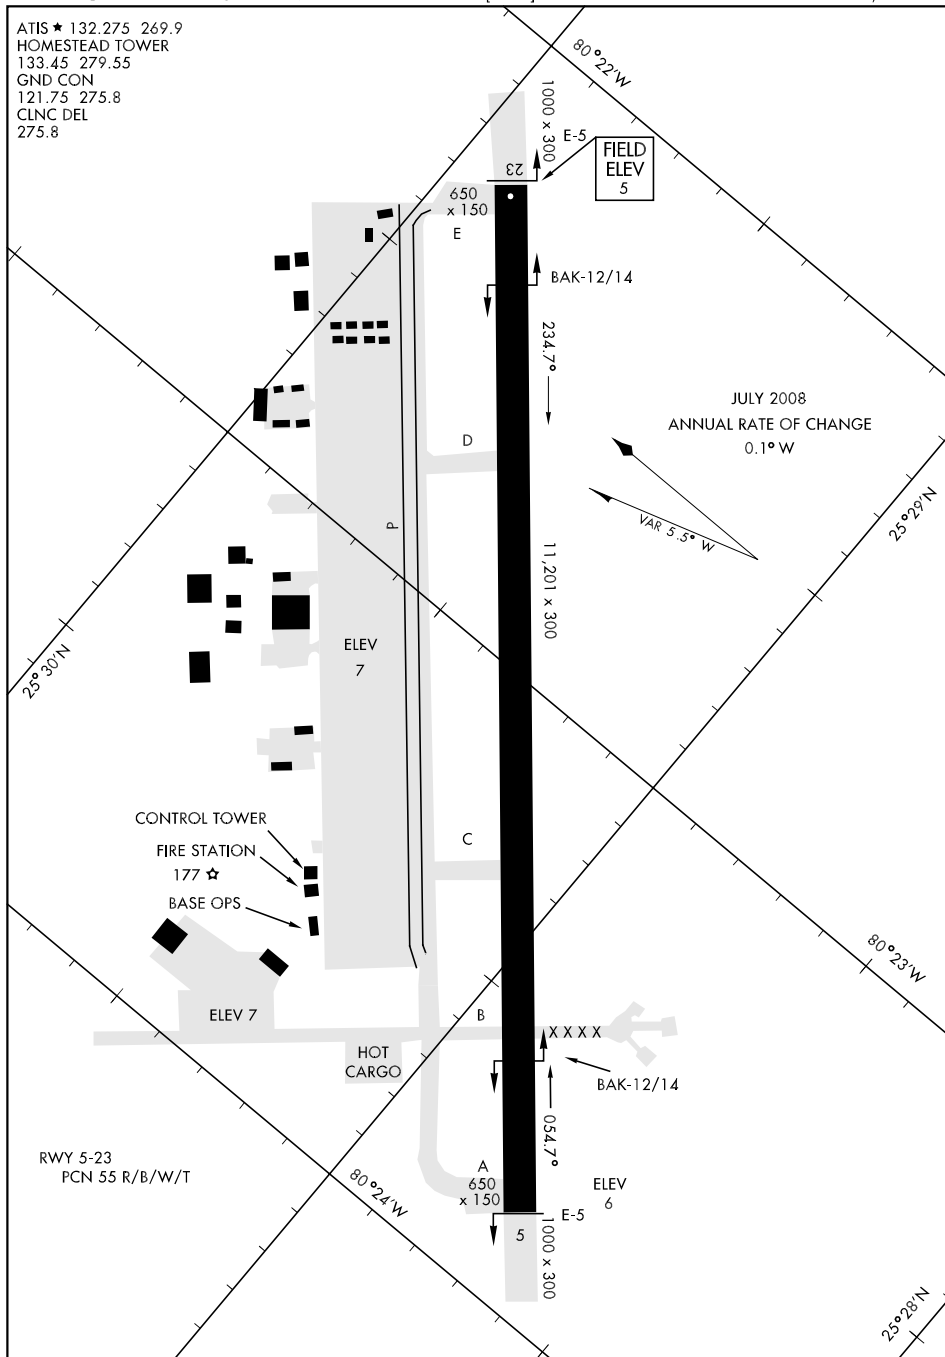 ATIS ★ 132.275 269.9
HOMESTEAD TOWER
133.45 279.55
GND CON
121.75 275.8
CLNC DEL
275.8
80°22'W
1000 x 300
E-5
FIELD
ELEV
5
23
650
x 150
E
BAK-12/14
234.7°
JULY 2008
ANNUAL RATE OF CHANGE
0.1° W
D
25°29'N
VAR 5.5° W
P
11,201 x 300
25°30'N
ELEV
7
CONTROL TOWER
FIRE STATION
177
BASE OPS
C
80°23'W
ELEV 7
B
X X X X
HOT
CARGO
BAK-12/14
054.7°
RWY 5-23
PCN 55 R/B/W/T
80°24'W
A
650
x 150
ELEV
6
E-5
5
1000 x 300
25°28'N